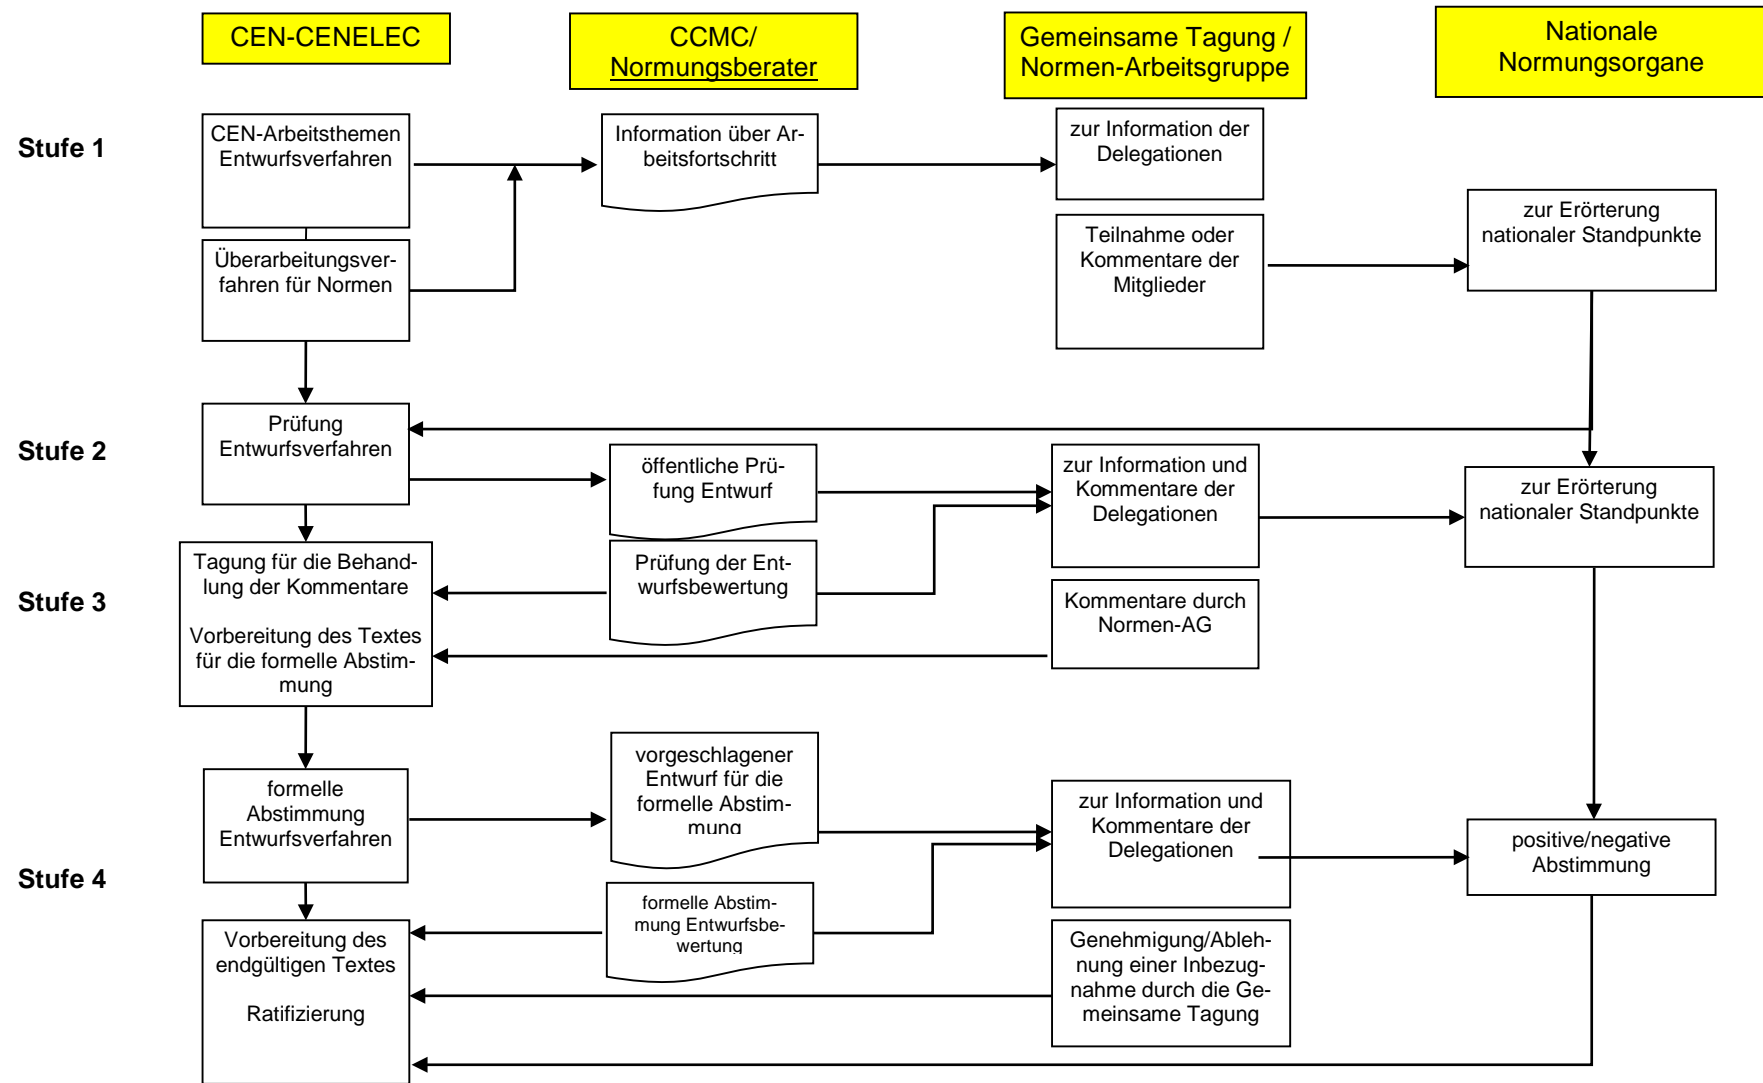 CEN-CENELEC
CCMC/
Normungsberater
Gemeinsame Tagung /
Normen-Arbeitsgruppe
Nationale
Normungsorgane
Stufe 1
CEN-Arbeitsthemen
Entwurfsverfahren
Information über Ar-
beitsfortschritt
zur Information der
Delegationen
Überarbeitungsver-
fahren für Normen
Teilnahme oder
Kommentare der
Mitglieder
zur Erörterung
nationaler Standpunkte
Stufe 2
Prüfung
Entwurfsverfahren
öffentliche Prü-
fung Entwurf
zur Information und
Kommentare der
Delegationen
zur Erörterung
nationaler Standpunkte
Stufe 3
Tagung für die Behand-
lung der Kommentare
Vorbereitung des Textes
für die formelle Abstim-
mung
Prüfung der Ent-
wurfsbewertung
Kommentare durch
Normen-AG
Stufe 4
formelle
Abstimmung
Entwurfsverfahren
vorgeschlagener
Entwurf für die
formelle Abstim-
mung
zur Information und
Kommentare der
Delegationen
positive/negative
Abstimmung
formelle Abstim-
mung Entwurfsbe-
wertung
Vorbereitung des
endgültigen Textes
Ratifizierung
Genehmigung/Ableh-
nung einer Inbezug-
nahme durch die Ge-
meinsame Tagung